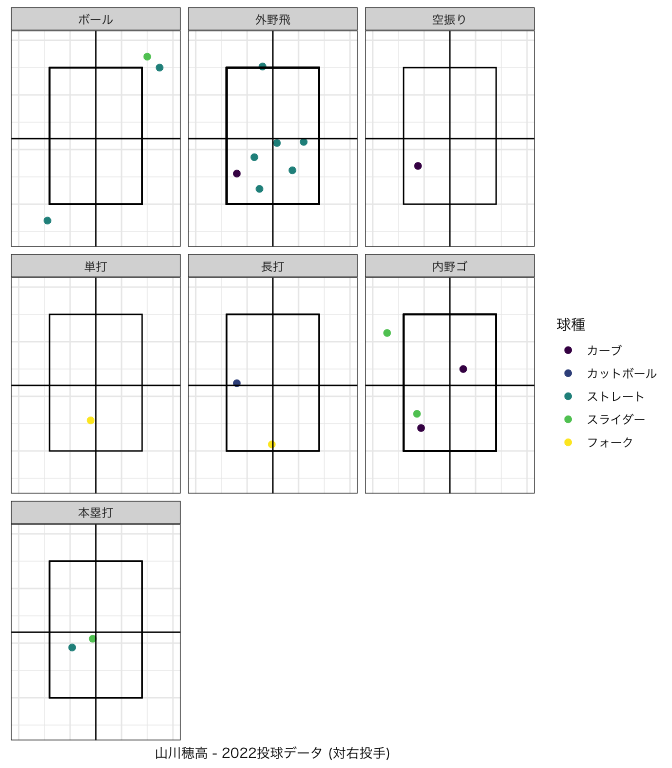 ボール
外野飛
空振り
単打
長打
内野ゴ
本塁打
球種
カーブ
カットボール
ストレート
スライダー
フォーク
山川穂高 - 2022投球データ (対右投手)